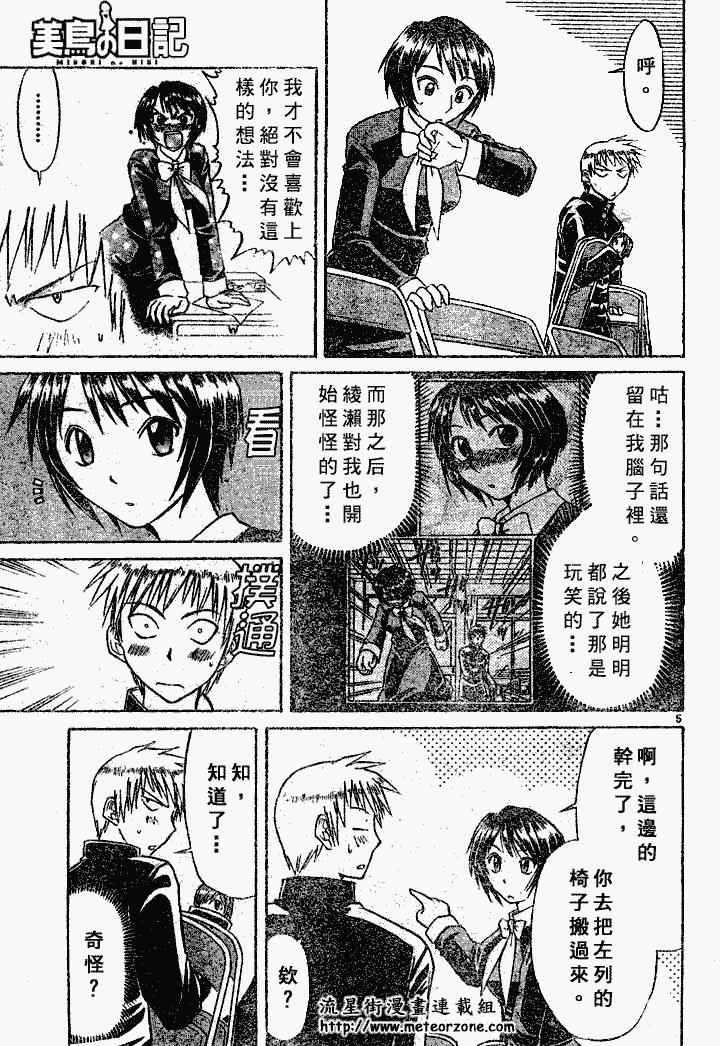 美鳥の日記
MIDORI no HIBI
呼。
我才不會喜歡上
你，絕對沒有這
樣的想法…
………
咕…那句話還
留在我腦子裡。
之後她明明
都說了那是
玩笑的…
而那之后，
綾瀨對我也開
始怪怪的了…
看
撲通
5
啊，這邊的
幹完了，
你去把左列的
椅子搬過來。
欸？
知，
知道了…
奇怪？
流星街漫畫連載組
http://www.meteorzone.com/